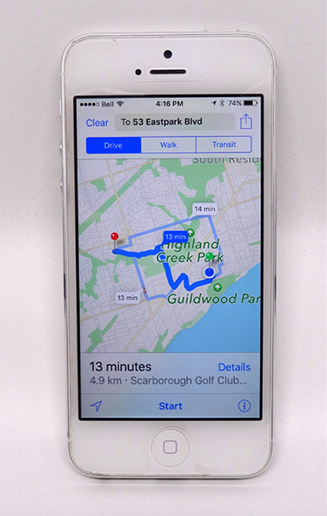 ●●●●○ Bell 4:16 PM 74%
Clear To 53 Eastpark Blvd
Drive Walk Transit
14 min
13 min
Highland
Creek Park
13 min
Guildwood Par
13 minutes Details
4.9 km · Scarborough Golf Club...
Start